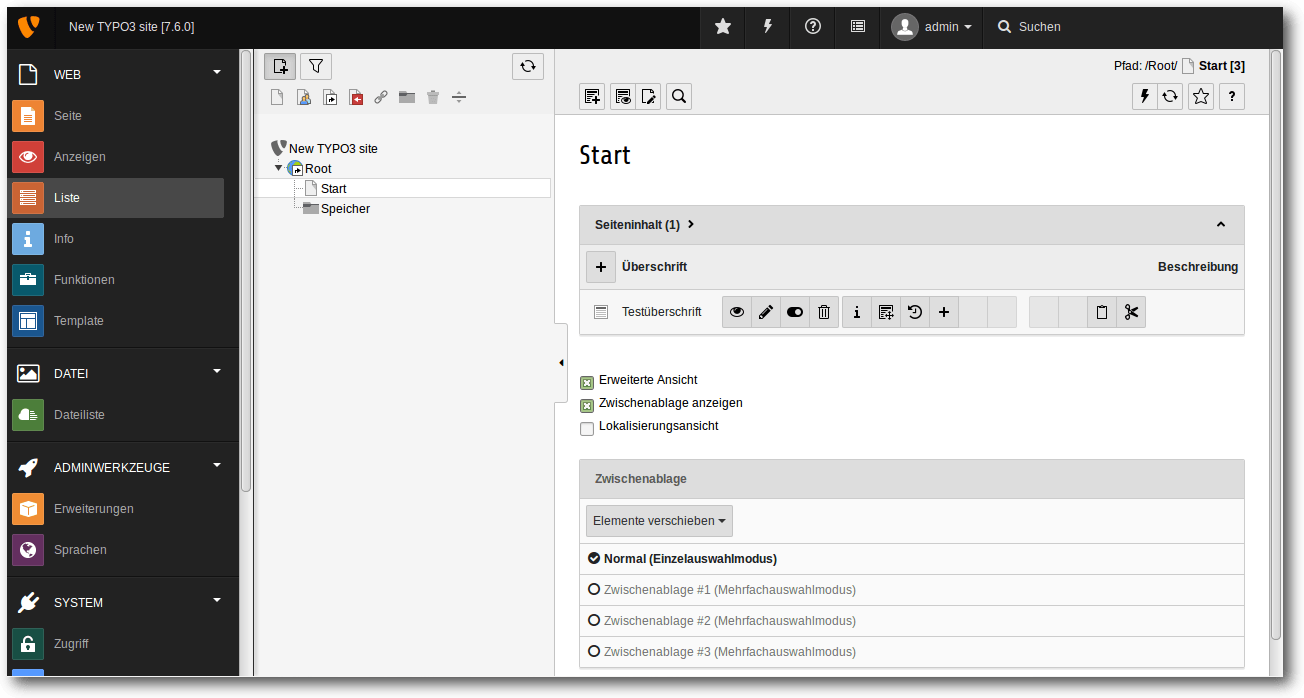 New TYPO3 site [7.6.0]
admin
Suchen
WEB
Seite
Anzeigen
Liste
Info
Funktionen
Template
DATEI
Dateiliste
ADMINWERKZEUGE
Erweiterungen
Sprachen
SYSTEM
Zugriff
New TYPO3 site
Root
Start
Speicher
Pfad: /Root/ Start [3]
Start
Seiteninhalt (1)
Überschrift Beschreibung
Testüberschrift
Erweiterte Ansicht
Zwischenablage anzeigen
Lokalisierungsansicht
Zwischenablage
Elemente verschieben
Normal (Einzelauswahlmodus)
Zwischenablage #1 (Mehrfachauswahlmodus)
Zwischenablage #2 (Mehrfachauswahlmodus)
Zwischenablage #3 (Mehrfachauswahlmodus)